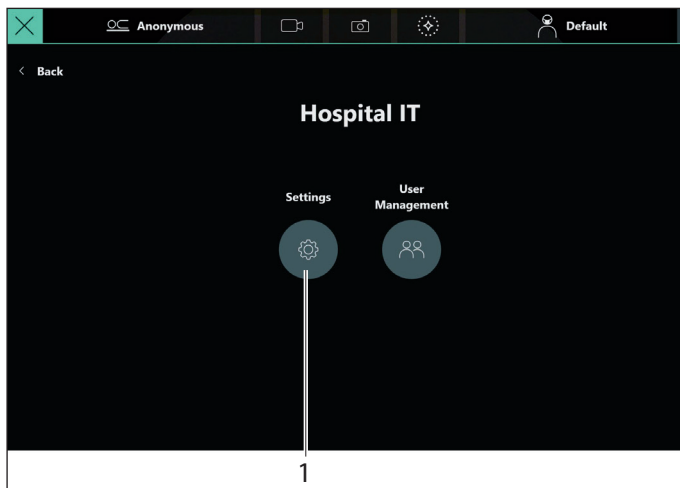 Anonymous
Default
< Back
Hospital IT
Settings
User
Management
1